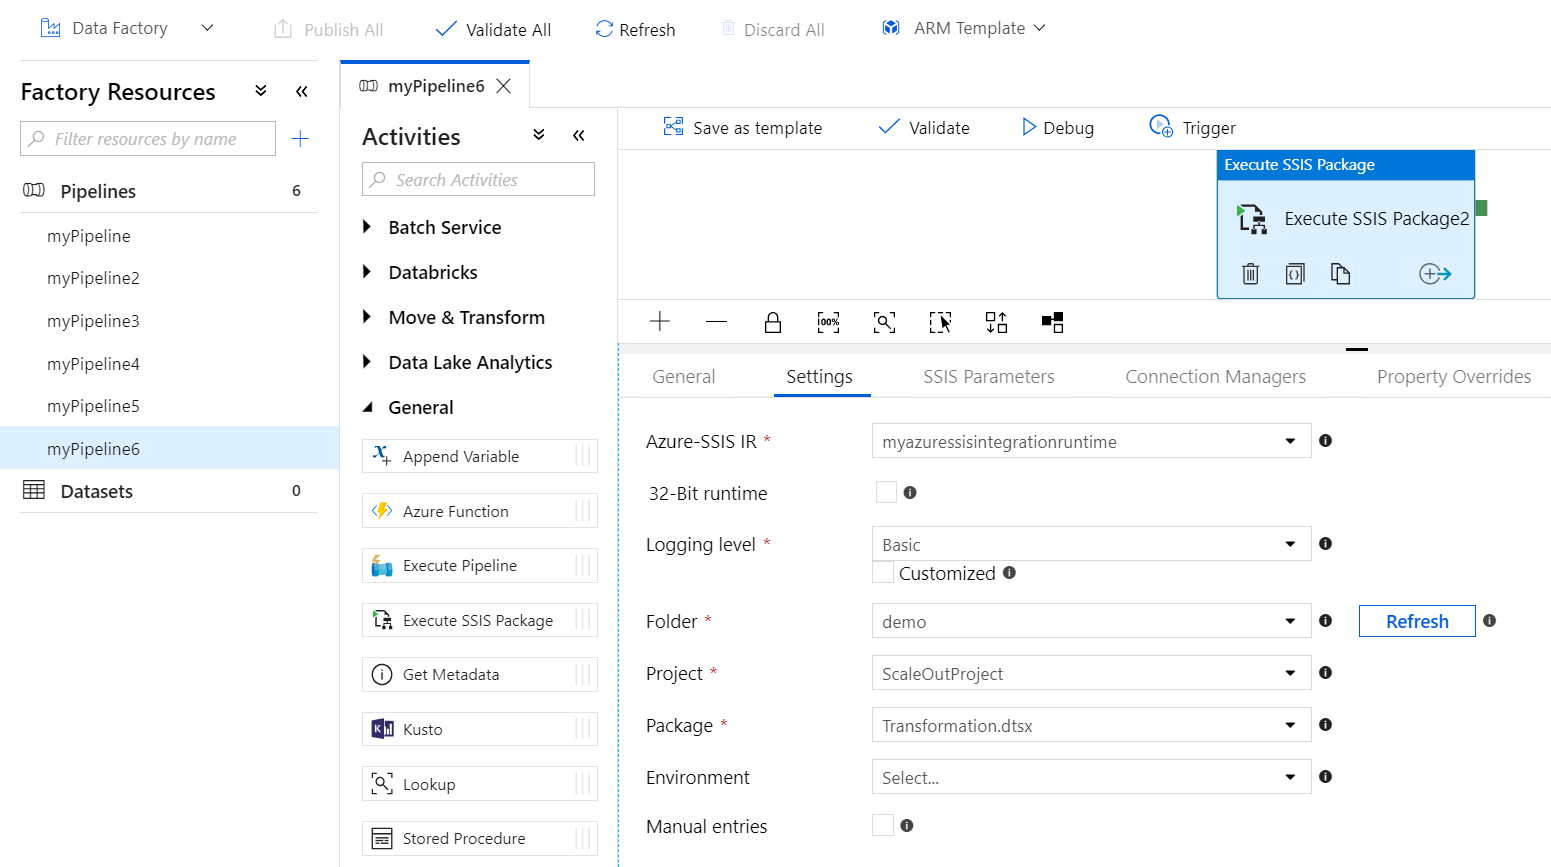 Data Factory
Publish All
Validate All
Refresh
Discard All
ARM Template
Factory Resources
Filter resources by name
Pipelines 6
myPipeline
myPipeline2
myPipeline3
myPipeline4
myPipeline5
myPipeline6
Datasets 0
myPipeline6
Activities
Search Activities
Batch Service
Databricks
Move & Transform
Data Lake Analytics
General
Append Variable
Azure Function
Execute Pipeline
Execute SSIS Package
Get Metadata
Kusto
Lookup
Stored Procedure
Save as template
Validate
Debug
Trigger
Execute SSIS Package
Execute SSIS Package2
100%
General
Settings
SSIS Parameters
Connection Managers
Property Overrides
Azure-SSIS IR * myazuressisintegrationruntime
32-Bit runtime
Logging level * Basic
Customized
Folder * demo Refresh
Project * ScaleOutProject
Package * Transformation.dtsx
Environment Select...
Manual entries